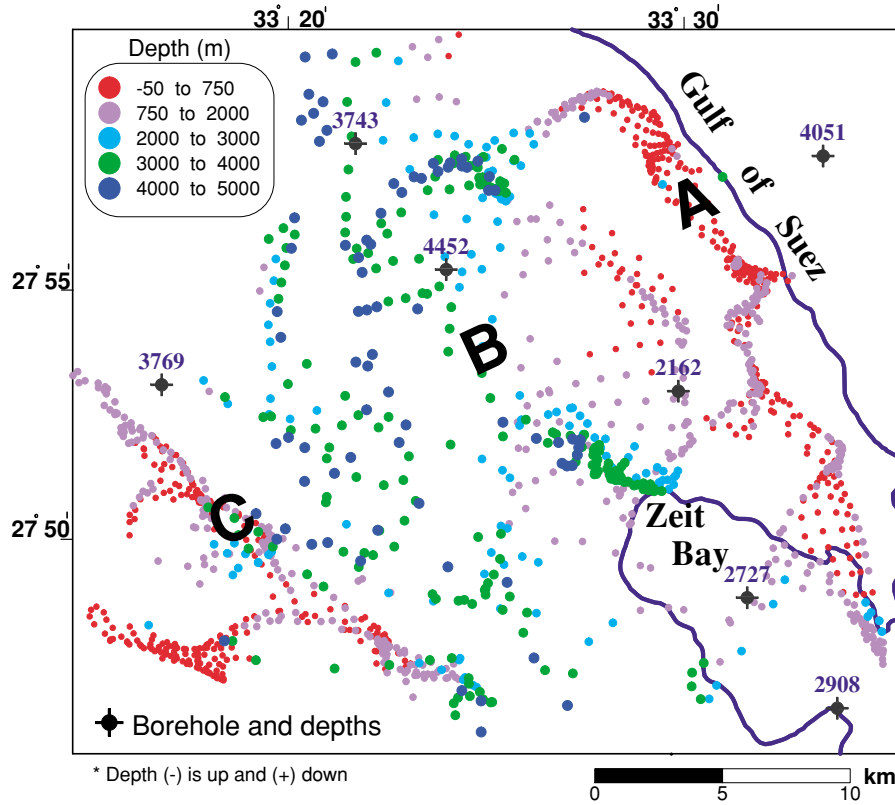 33° 20' 33° 30'
Depth (m)
-50 to 750
750 to 2000
2000 to 3000
3000 to 4000
4000 to 5000
Gulf
of
Suez
3743
4051
A
4452
27° 55'
B
3769
2162
C
27° 50'
Zeit
Bay
2727
2908
Borehole and depths
* Depth (-) is up and (+) down
km
0 5 10